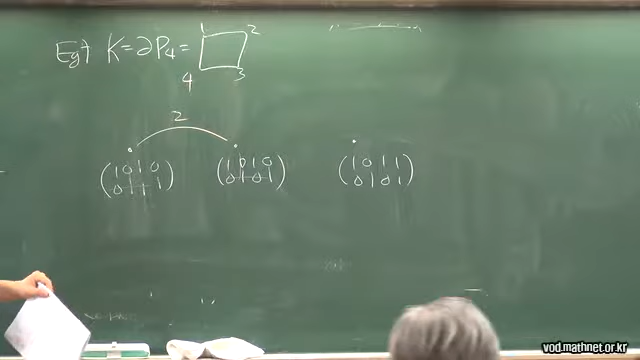 Eg) K = ∂P₄ =
1 2
4 3
2
(1 0 1 0 (1 0 1 0 (1 0 1 1
0 1 1 1) 0 1 0 1) 0 1 0 1)
vod.mathnet.or.kr